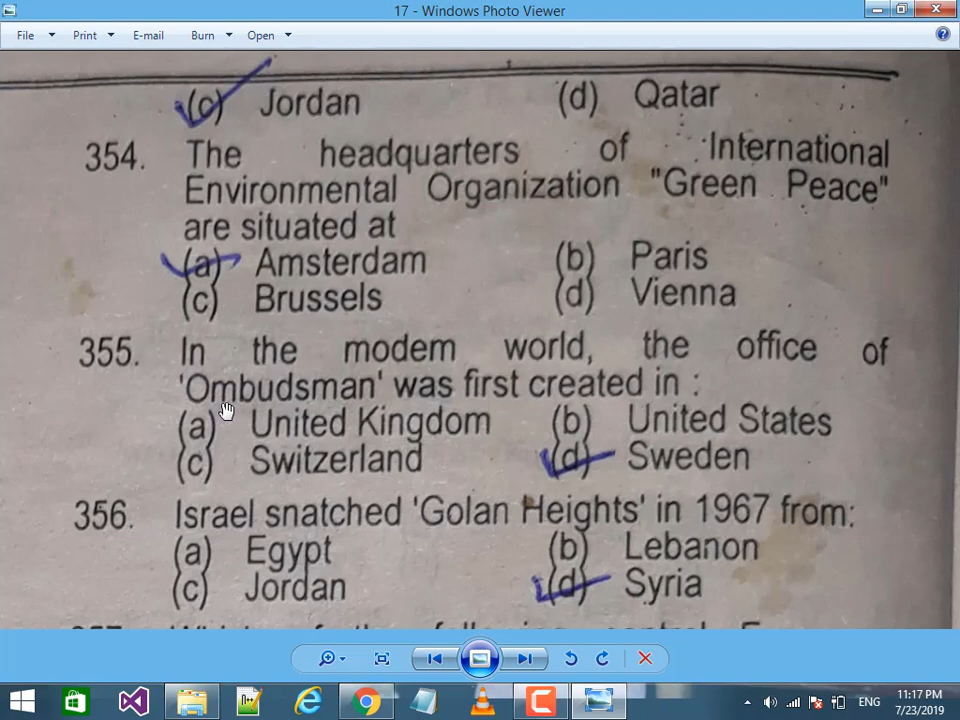 17 - Windows Photo Viewer
File Print E-mail Burn Open
(c) Jordan (d) Qatar
354. The headquarters of International
Environmental Organization "Green Peace"
are situated at
(a) Amsterdam (b) Paris
(c) Brussels (d) Vienna
355. In the modem world, the office of
'Ombudsman' was first created in :
(a) United Kingdom (b) United States
(c) Switzerland (d) Sweden
356. Israel snatched 'Golan Heights' in 1967 from:
(a) Egypt (b) Lebanon
(c) Jordan (d) Syria
ENG 11:17 PM
7/23/2019